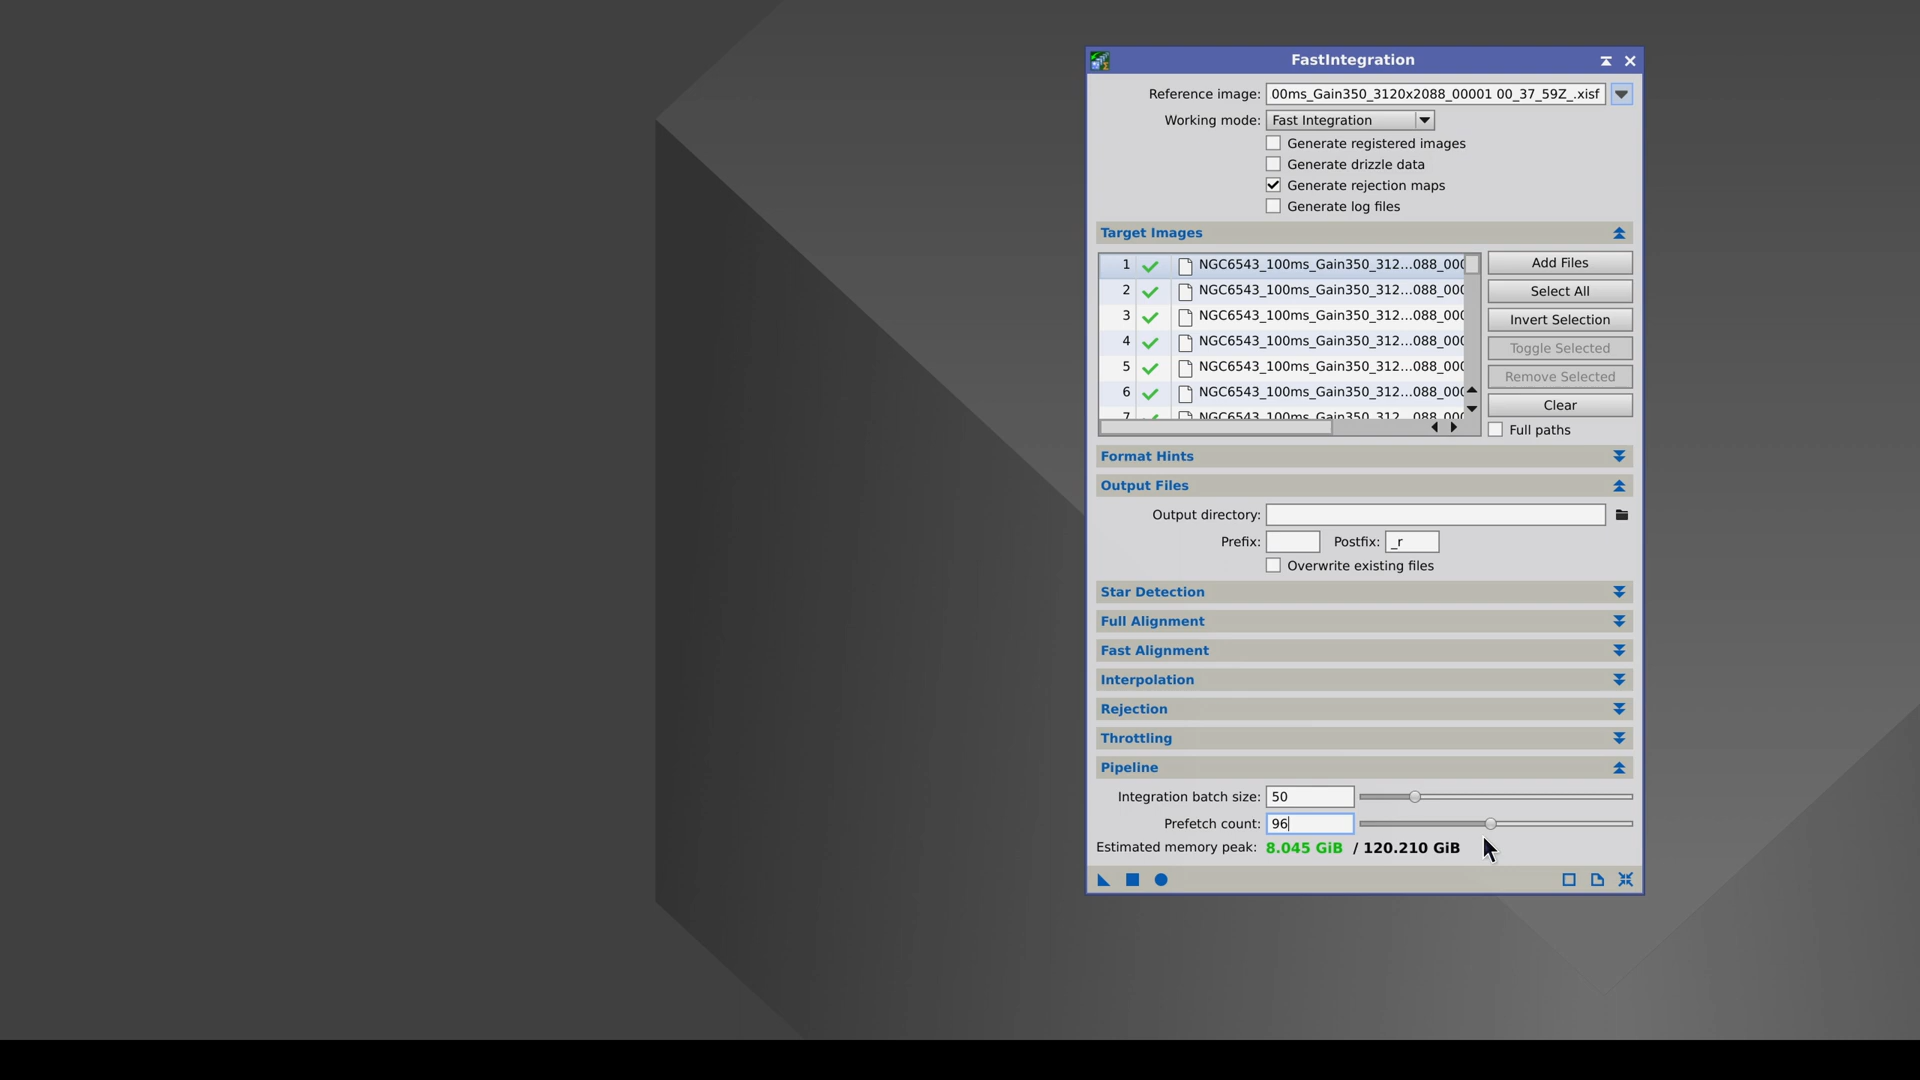 FastIntegration
Reference image: 00ms_Gain350_3120x2088_00001 00_37_59Z_.xisf
Working mode: Fast Integration
Generate registered images
Generate drizzle data
Generate rejection maps
Generate log files
Target Images
1 NGC6543_100ms_Gain350_312...088_000
Add Files
2 NGC6543_100ms_Gain350_312...088_000
Select All
3 NGC6543_100ms_Gain350_312...088_000
Invert Selection
4 NGC6543_100ms_Gain350_312...088_000
Toggle Selected
5 NGC6543_100ms_Gain350_312...088_000
Remove Selected
6 NGC6543_100ms_Gain350_312...088_000
Clear
7 NGC6543_100ms_Gain350_312...088_000
Full paths
Format Hints
Output Files
Output directory:
Prefix: Postfix: _r
Overwrite existing files
Star Detection
Full Alignment
Fast Alignment
Interpolation
Rejection
Throttling
Pipeline
Integration batch size: 50
Prefetch count: 96
Estimated memory peak: 8.045 GiB / 120.210 GiB